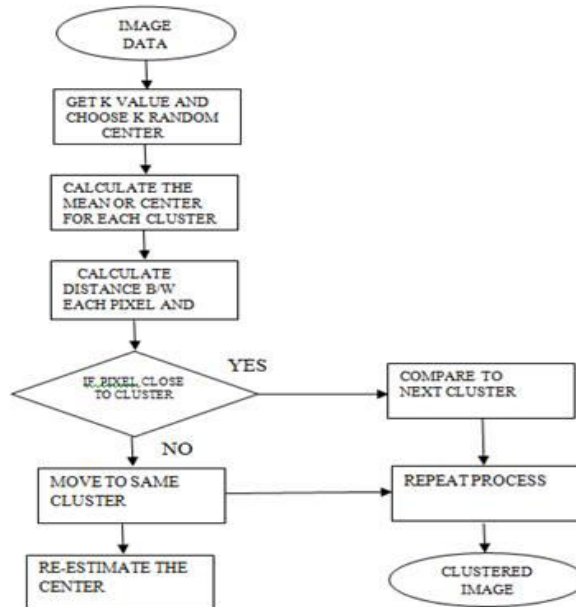 IMAGE
DATA
GET K VALUE AND
CHOOSE K RANDOM
CENTER
CALCULATE THE
MEAN OR CENTER
FOR EACH CLUSTER
CALCULATE
DISTANCE B/W
EACH PIXEL AND
IF PIXEL CLOSE
TO CLUSTER
YES
COMPARE TO
NEXT CLUSTER
NO
MOVE TO SAME
CLUSTER
REPEAT PROCESS
RE-ESTIMATE THE
CENTER
CLUSTERED
IMAGE